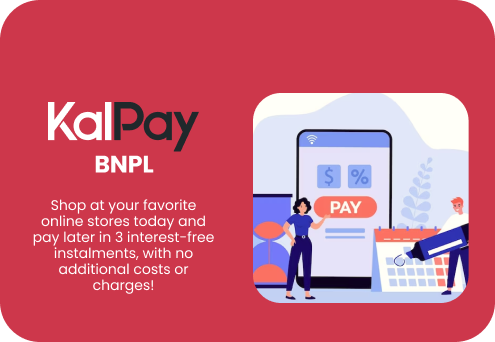 KalPay
BNPL
Shop at your favorite
online stores today and
pay later in 3 interest-free
instalments, with no
additional costs or
charges!
$ %
PAY